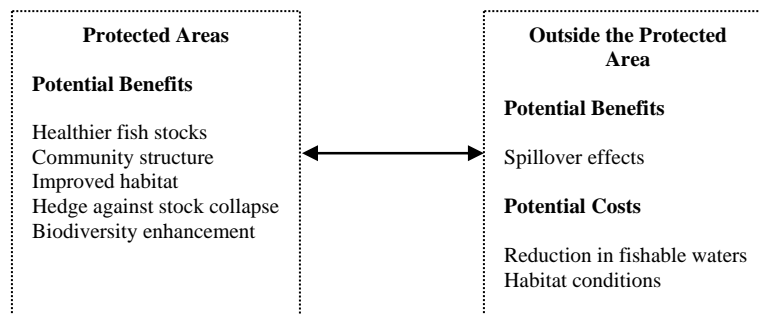 Protected Areas
Potential Benefits
Healthier fish stocks
Community structure
Improved habitat
Hedge against stock collapse
Biodiversity enhancement
Outside the Protected
Area
Potential Benefits
Spillover effects
Potential Costs
Reduction in fishable waters
Habitat conditions